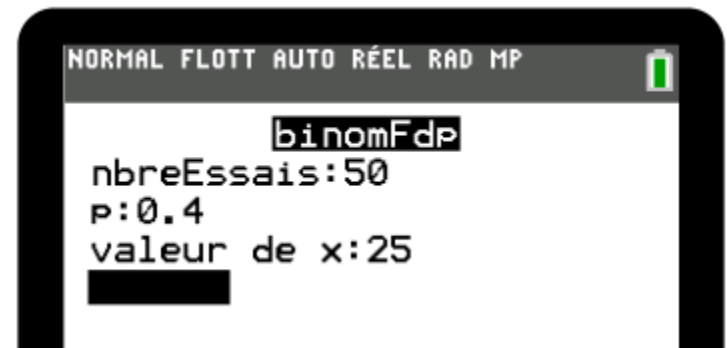 NORMAL FLOTT AUTO RÉEL RAD MP
binomFdp
nbreEssais:50
p:0.4
valeur de x:25